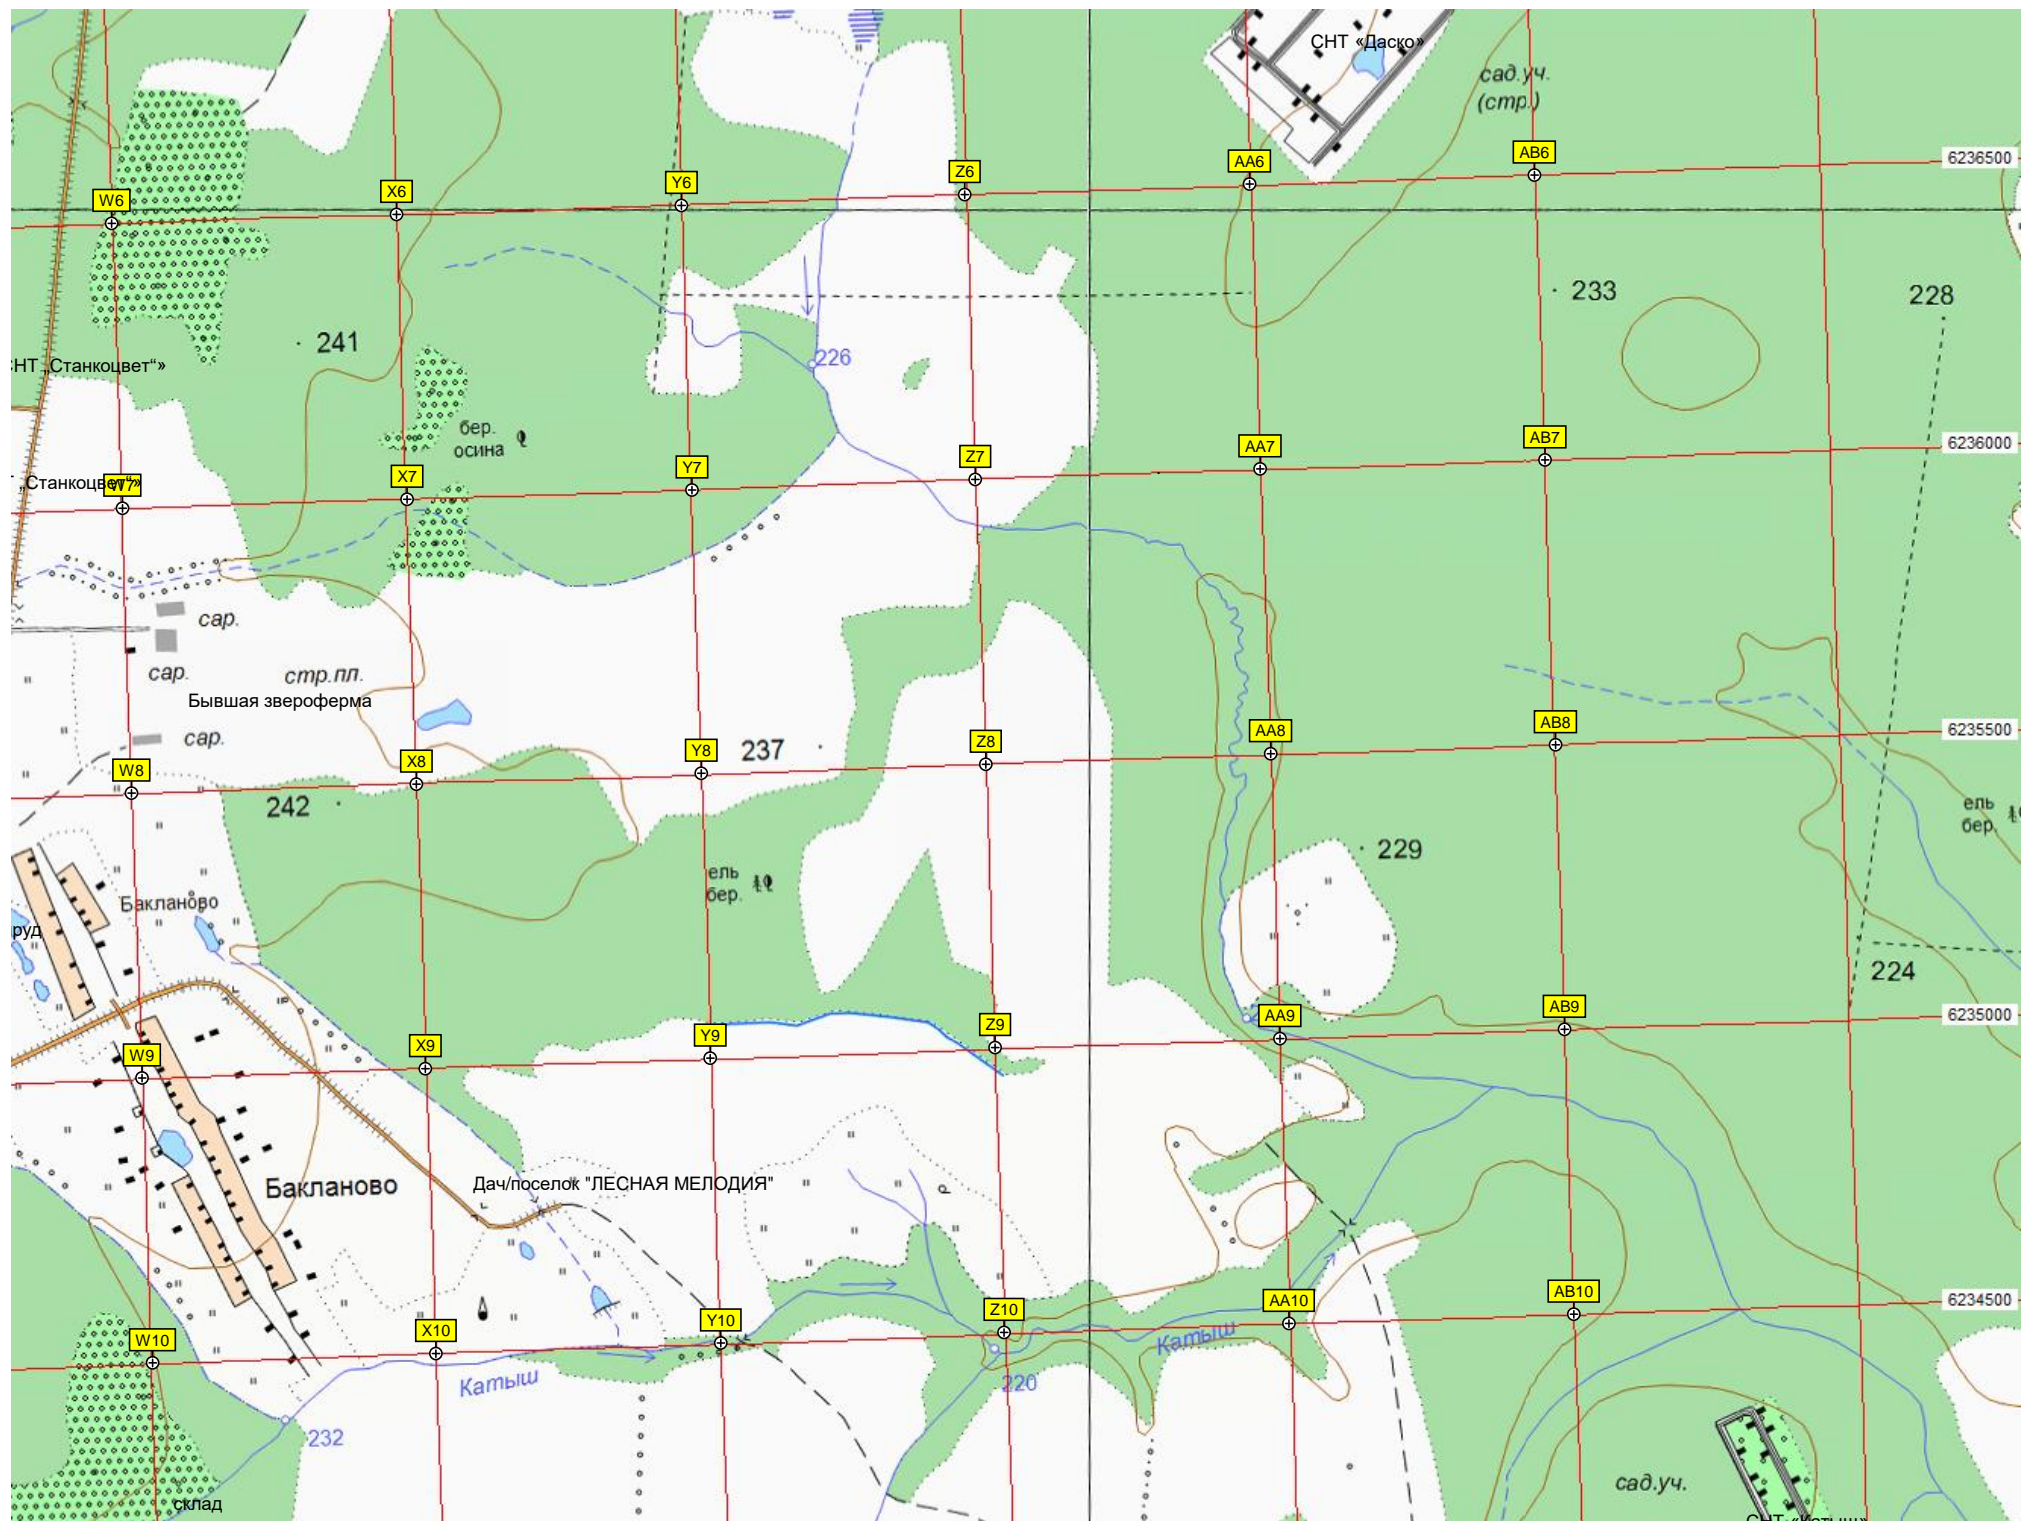 СНТ «Даско»
сад.уч.
(стр.)
6236500
W6
X6
Y6
Z6
AA6
AB6
241
226
233
228
НТ „Станкоцвет“»
бер.
осина
6236000
„Станкоцвет“»
W7
X7
Y7
Z7
AA7
AB7
сар.
сар.
стр.пл.
Бывшая звероферма
сар.
237
6235500
W8
X8
Y8
Z8
AA8
AB8
242
ель
бер.
229
ель
бер.
Бакланово
руд
224
6235000
W9
X9
Y9
Z9
AA9
AB9
Бакланово
Дач/поселок "ЛЕСНАЯ МЕЛОДИЯ"
6234500
W10
X10
Y10
Z10
AA10
AB10
Катыш
Катыш
220
232
сад.уч.
склад
СНТ «Катыш»